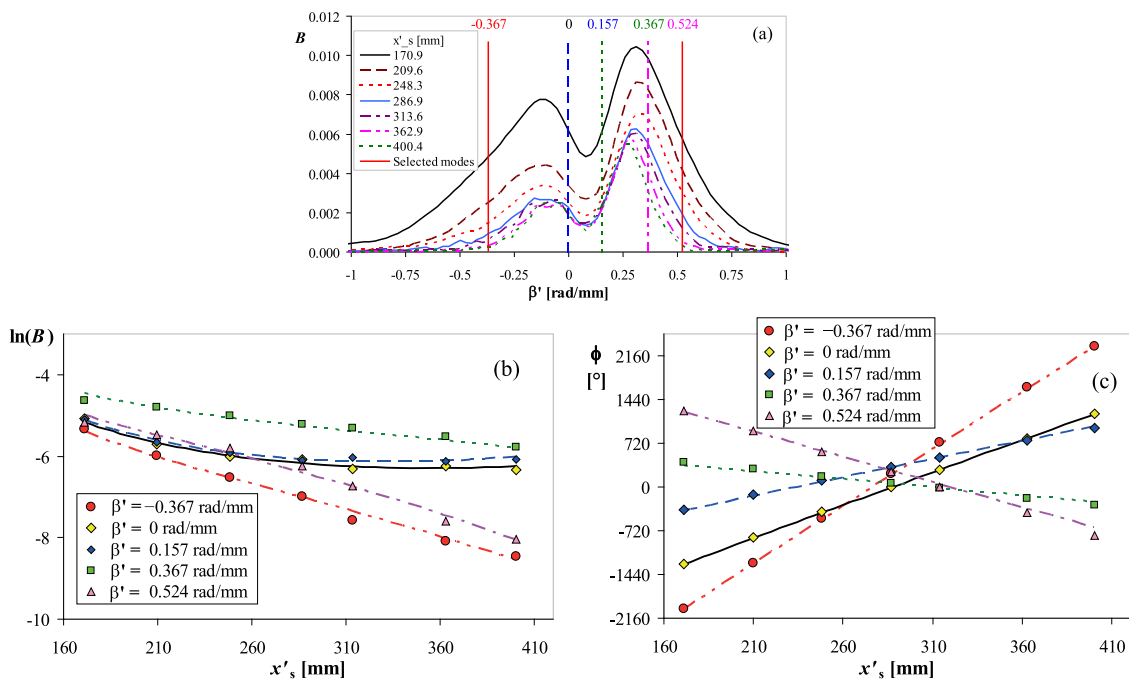 0.012
B
-0.367 0 0.157 0.367 0.524
(a)
0.010
0.008
0.006
0.004
0.002
0.000
x'_s [mm]
170.9
209.6
248.3
286.9
313.6
362.9
400.4
Selected modes
-1 -0.75 -0.5 -0.25 0 0.25 0.5 0.75 1
β' [rad/mm]
ln(B)
(b)
-4
-6
-8
-10
β' = −0.367 rad/mm
β' = 0 rad/mm
β' = 0.157 rad/mm
β' = 0.367 rad/mm
β' = 0.524 rad/mm
160 210 260 310 360 410
x's [mm]
β' = −0.367 rad/mm
β' = 0 rad/mm
β' = 0.157 rad/mm
β' = 0.367 rad/mm
β' = 0.524 rad/mm
ϕ
[°]
(c)
2160
1440
720
0
-720
-1440
-2160
160 210 260 310 360 410
x's [mm]